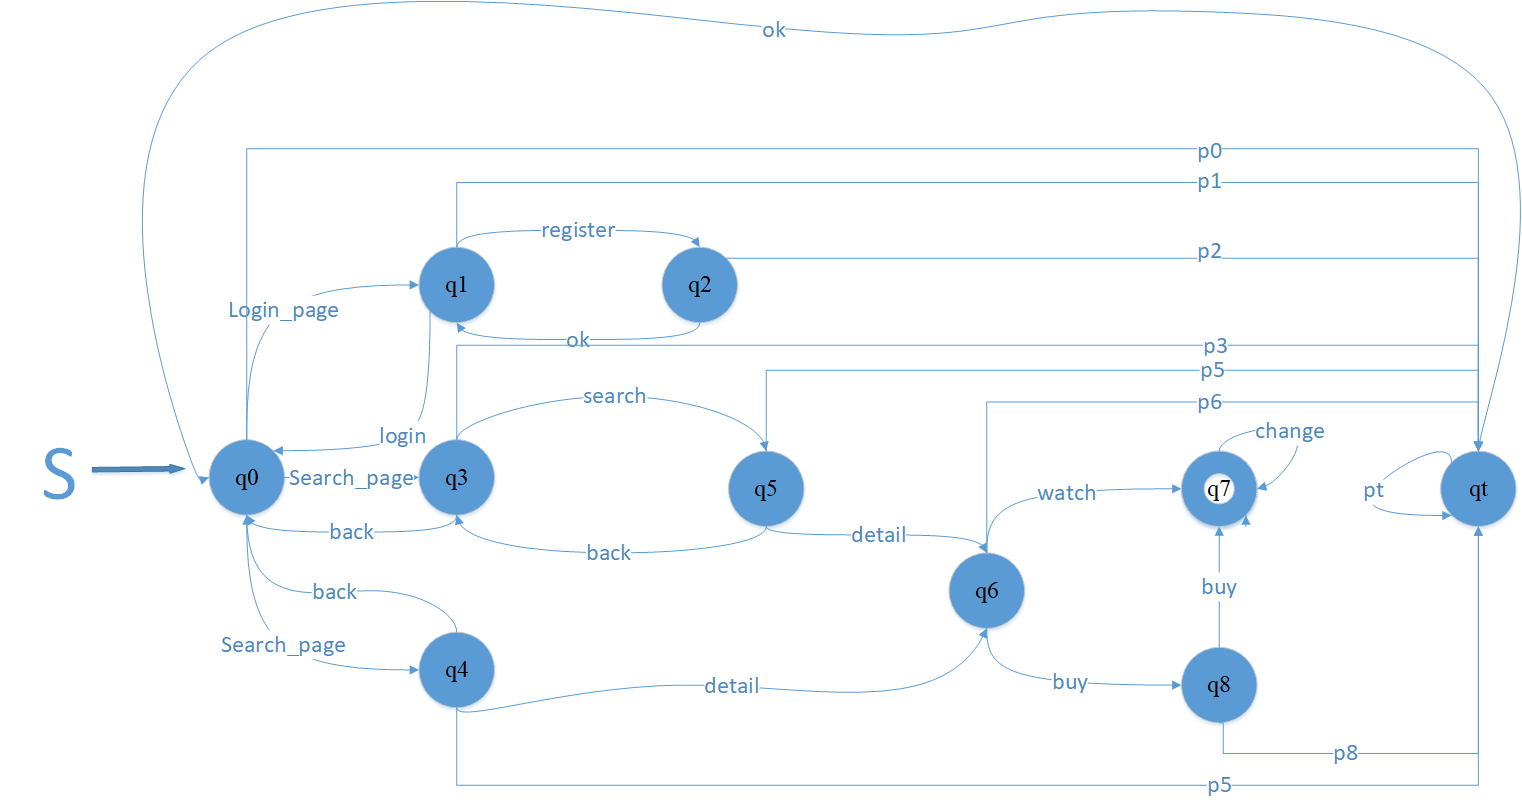 ok
p0
p1
register
p2
q1
q2
Login_page
ok
p3
p5
search
p6
change
login
S
q0
Search_page
q3
q5
watch
q7
pt
qt
back
back
detail
back
q6
buy
Search_page
q4
detail
buy
q8
p8
p5